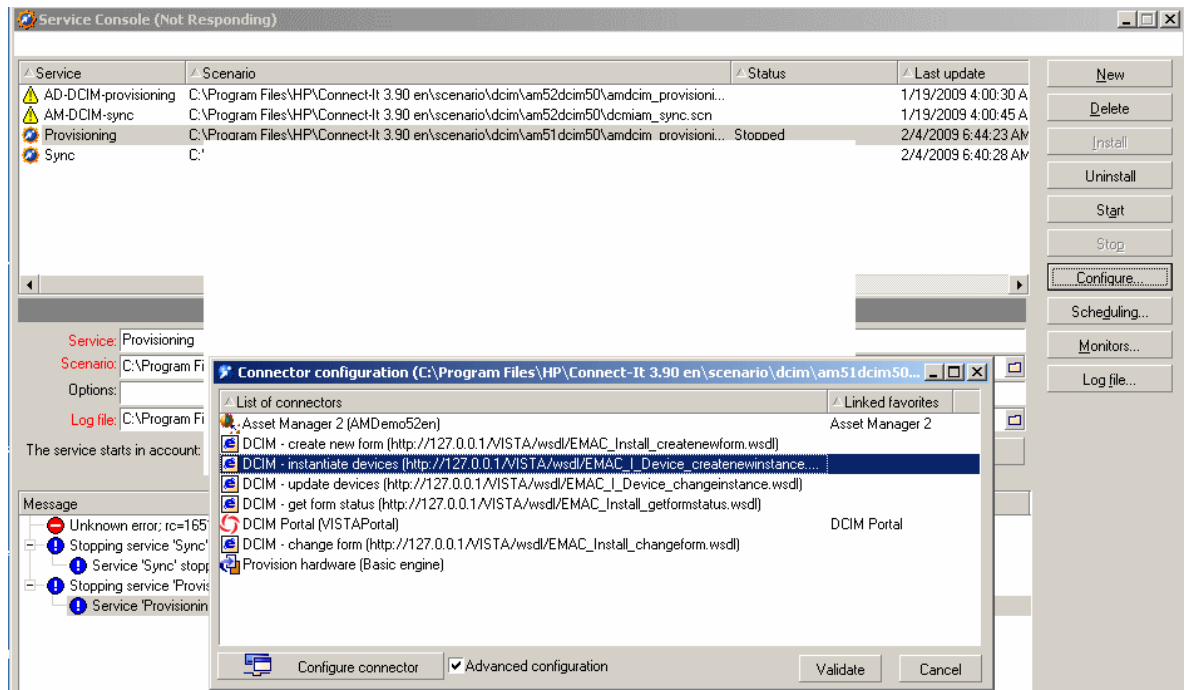 Service Console (Not Responding)
Service Scenario Status Last update
AD-DCIM-provisioning C:\Program Files\HP\Connect-It 3.90 en\scenario\dcim\am52dcim50\amdcim_provisioni... 1/19/2009 4:00:30 A
AM-DCIM-sync C:\Program Files\HP\Connect-It 3.90 en\scenario\dcim\am52dcim50\dcmiam_sync.scn 1/19/2009 4:00:45 A
Provisioning C:\Program Files\HP\Connect-It 3.90 en\scenario\dcim\am51dcim50\amdcim_provisioni... Stopped 2/4/2009 6:44:23 AM
Sync C:' 2/4/2009 6:40:28 AM
New
Delete
Install
Uninstall
Start
Stop
Configure...
Scheduling...
Monitors...
Log file...
Service: Provisioning
Scenario: C:\Program Fi
Options:
Log file: C:\Program Fi
The service starts in account:
Message
Unknown error; rc=165
Stopping service 'Sync'
Service 'Sync' stopp
Stopping service 'Provis
Service 'Provisionin
Connector configuration (C:\Program Files\HP\Connect-It 3.90 en\scenario\dcim\am51dcim50...
List of connectors Linked favorites
Asset Manager 2 (AMDemo52en) Asset Manager 2
DCIM - create new form (http://127.0.0.1/VISTA/wsdl/EMAC_Install_createnewform.wsdl)
DCIM - instantiate devices (http://127.0.0.1/VISTA/wsdl/EMAC_I_Device_createnewinstance....
DCIM - update devices (http://127.0.0.1/VISTA/wsdl/EMAC_I_Device_changeinstance.wsdl)
DCIM - get form status (http://127.0.0.1/VISTA/wsdl/EMAC_Install_getformstatus.wsdl)
DCIM Portal (VISTAPortal) DCIM Portal
DCIM - change form (http://127.0.0.1/VISTA/wsdl/EMAC_Install_changeform.wsdl)
Provision hardware (Basic engine)
Configure connector Advanced configuration Validate Cancel